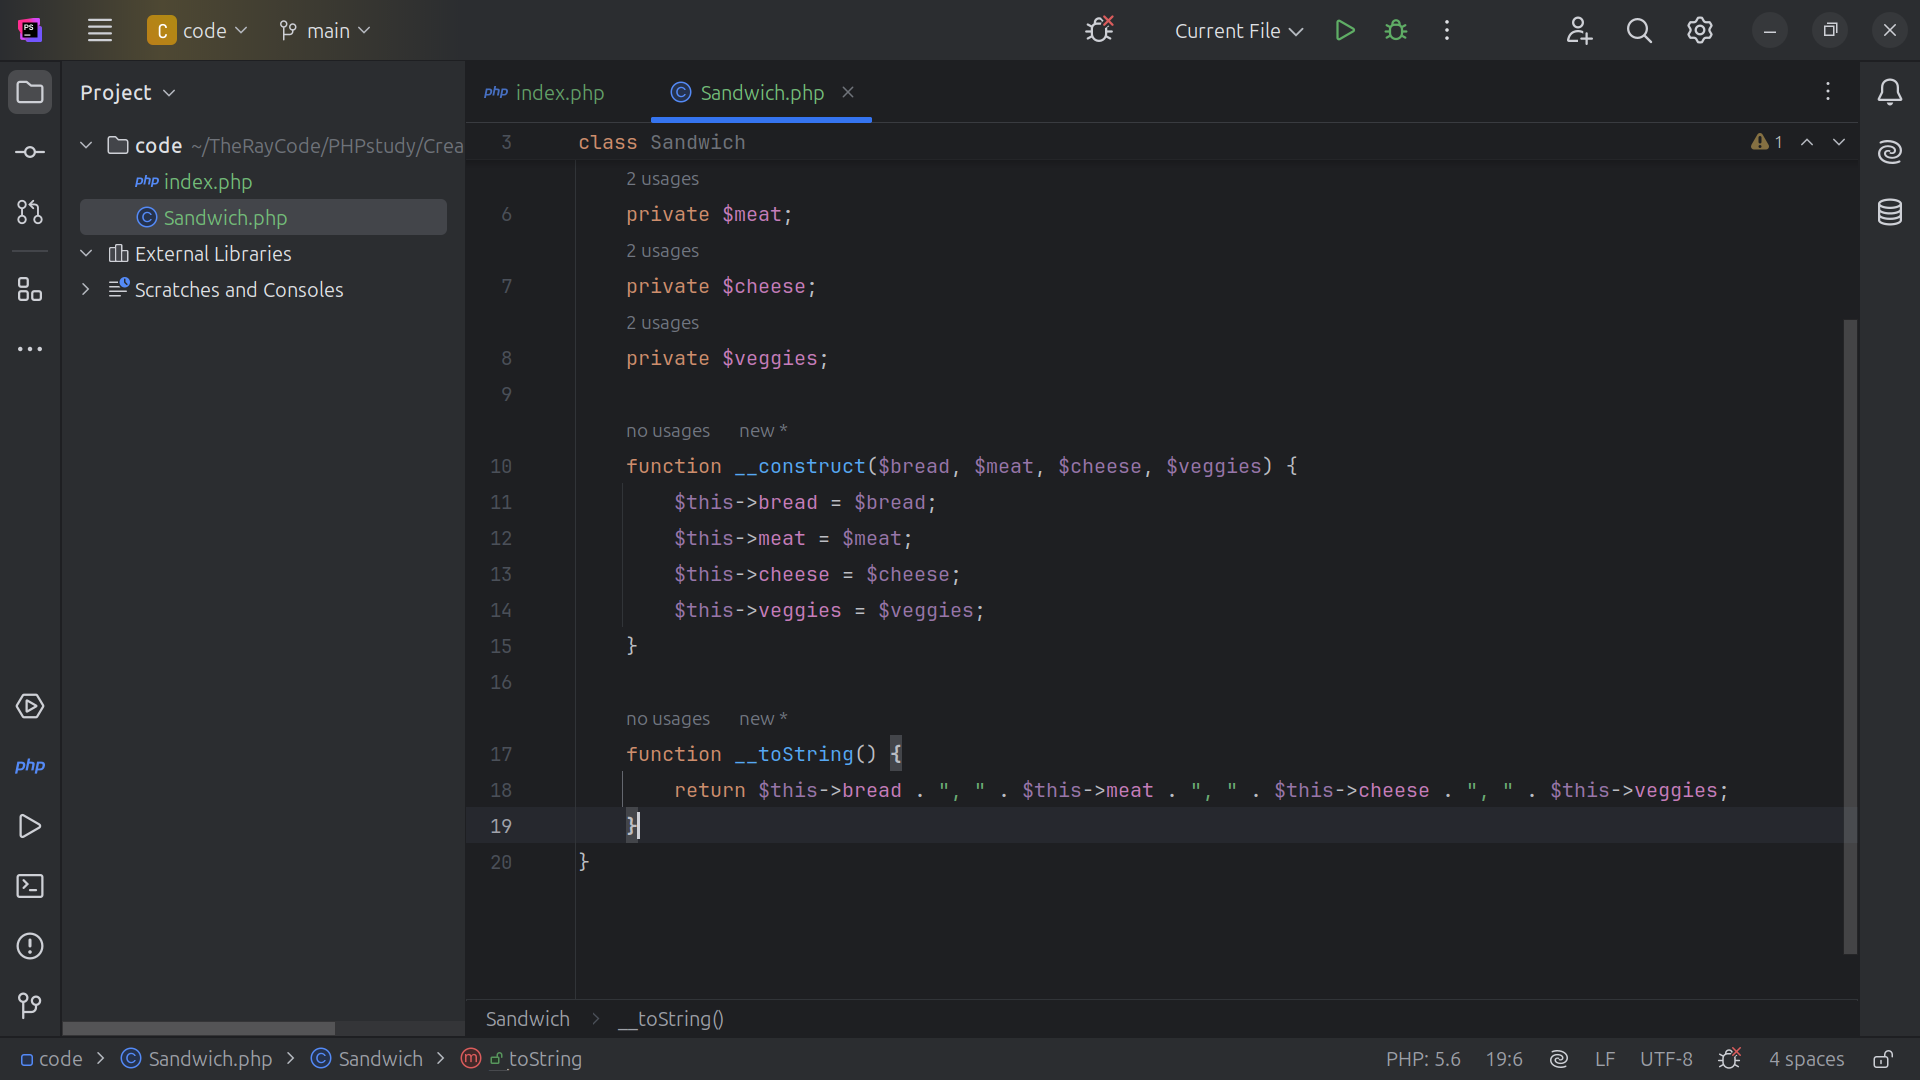 PS
C code main
Current File
Project
code ~/TheRayCode/PHPstudy/Crea
php index.php
C Sandwich.php
External Libraries
Scratches and Consoles
php
php index.php
C Sandwich.php
3 class Sandwich
1
2 usages
6 private $meat;
2 usages
7 private $cheese;
2 usages
8 private $veggies;
9
no usages new *
10 function __construct($bread, $meat, $cheese, $veggies) {
11 $this->bread = $bread;
12 $this->meat = $meat;
13 $this->cheese = $cheese;
14 $this->veggies = $veggies;
15 }
16
no usages new *
17 function __toString() {
18 return $this->bread . ", " . $this->meat . ", " . $this->cheese . ", " . $this->veggies;
19 }
20 }
Sandwich > __toString()
code > C Sandwich.php > C Sandwich > m __toString
PHP: 5.6 19:6 LF UTF-8 4 spaces